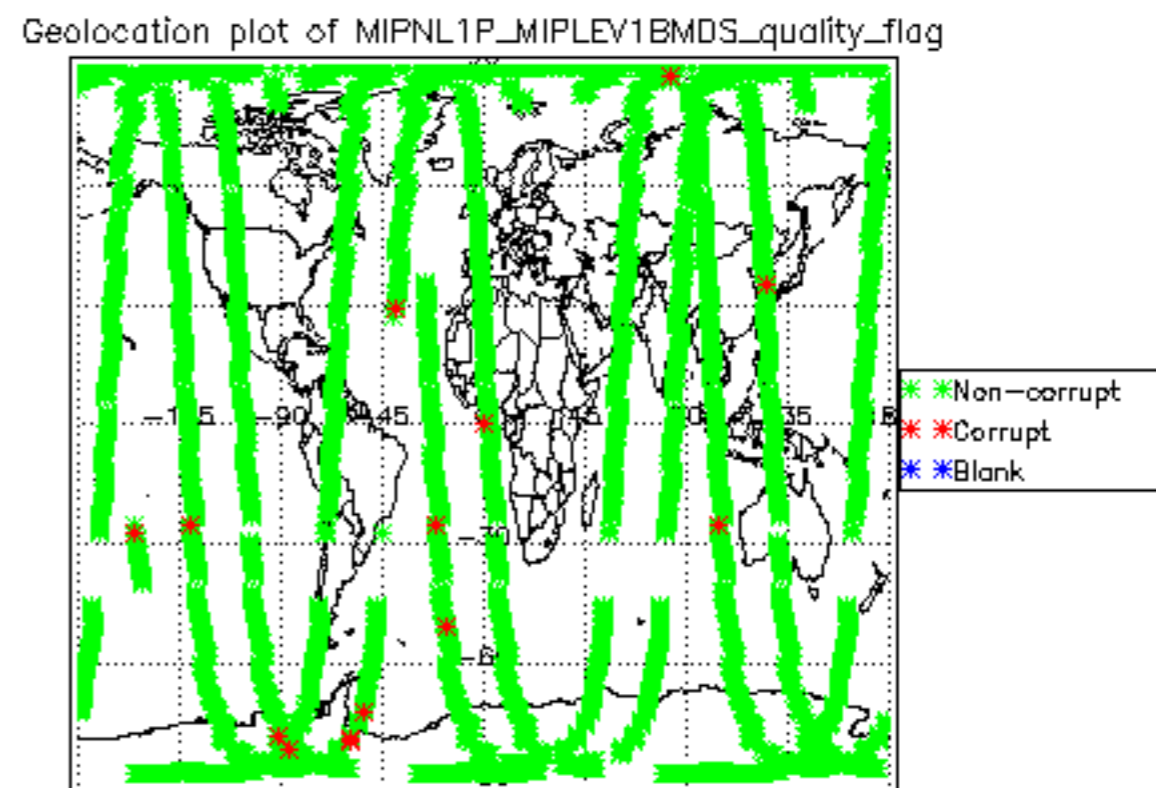 Geolocation plot of MIPNL1P_MIPLEV1BMDS_quality_flag
Non-corrupt
-90
45
Corrupt
Blank